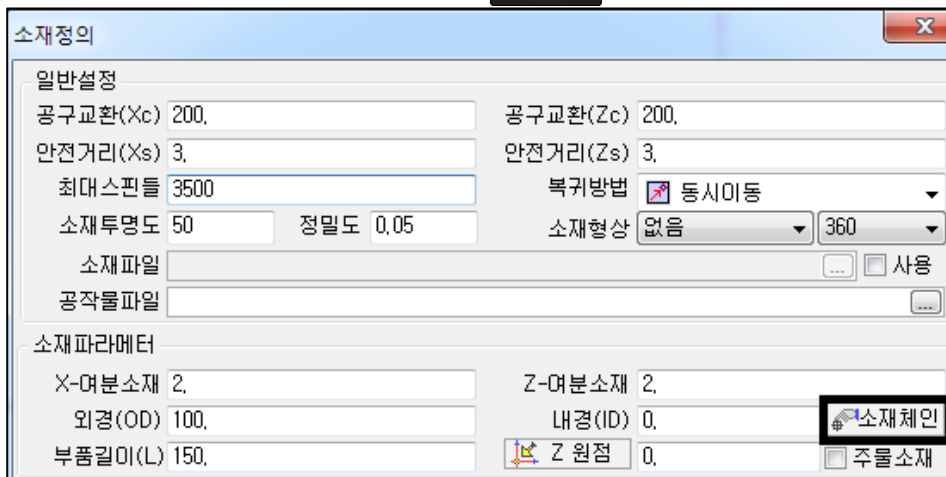 소재정의
일반설정
공구교환(Xc) 200, 공구교환(Zc) 200,
안전거리(Xs) 3, 안전거리(Zs) 3,
최대스핀들 3500 복귀방법 동시이동
소재투명도 50 정밀도 0,05 소재형상 없음 360
소재파일 ... 사용
공작물파일 ...
소재파라메터
X-여분소재 2, Z-여분소재 2,
외경(OD) 100, 내경(ID) 0, 소재체인
부품길이(L) 150, Z 원점 0, 주물소재